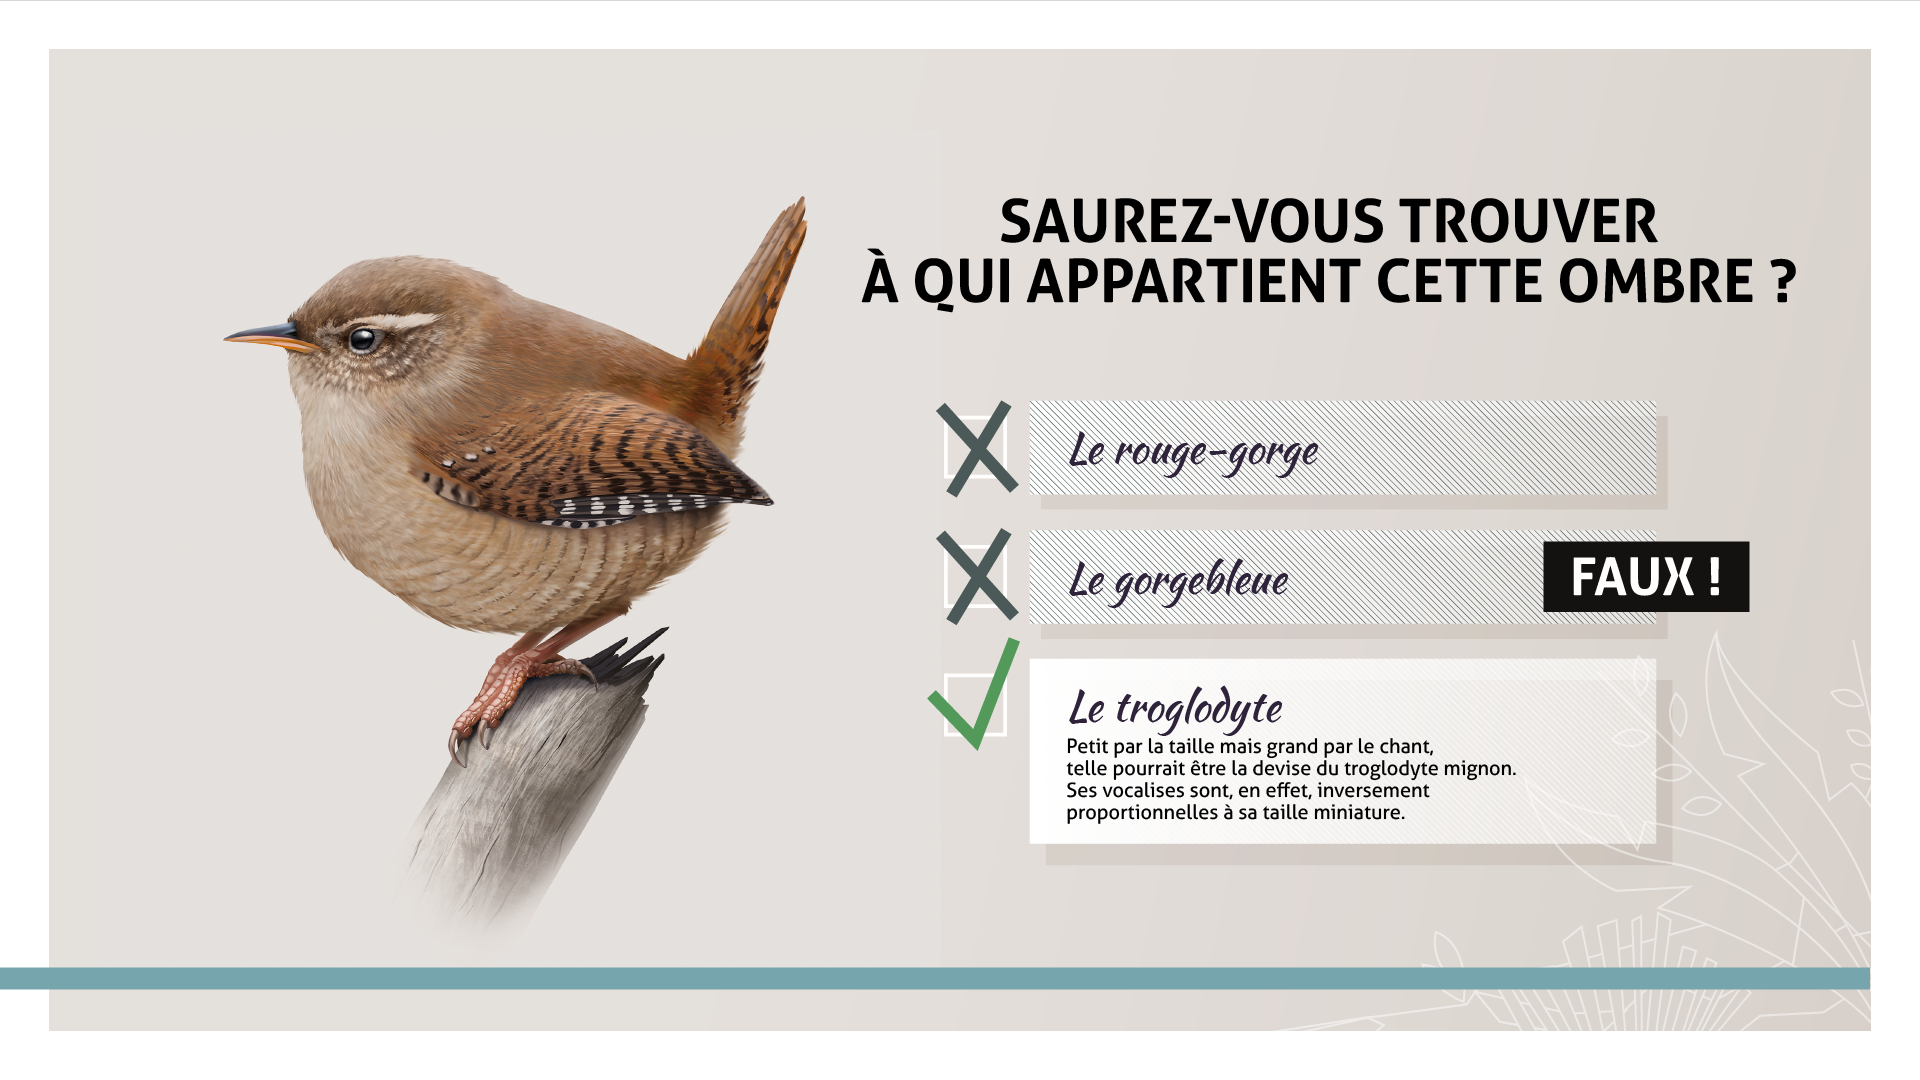 SAUREZ-VOUS TROUVER
À QUI APPARTIENT CETTE OMBRE ?
Le rouge-gorge
Le gorgebleue
FAUX !
Le troglodyte
Petit par la taille mais grand par le chant,
telle pourrait être la devise du troglodyte mignon.
Ses vocalises sont, en effet, inversement
proportionnelles à sa taille miniature.